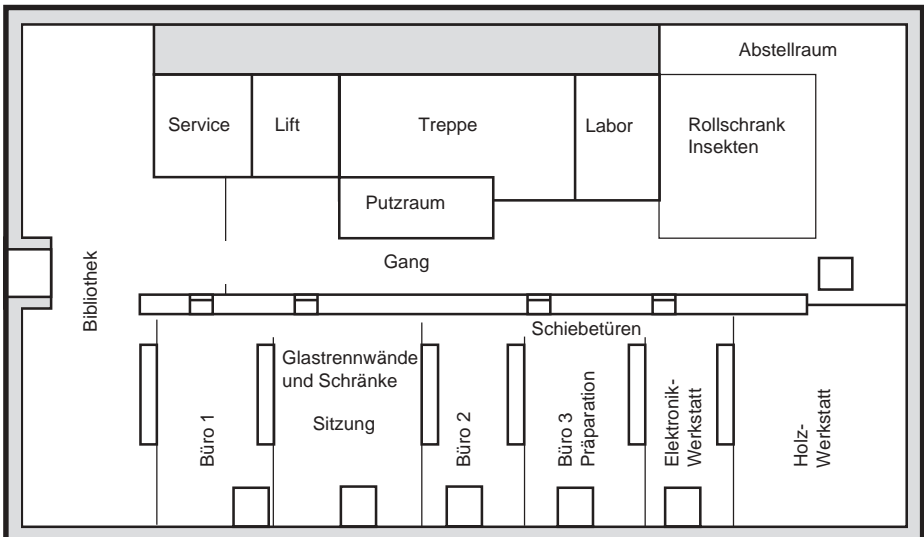 Abstellraum
Service
Lift
Treppe
Labor
Rollschrank
Insekten
Putzraum
Gang
Bibliothek
Schiebetüren
Glastrennwände
und Schränke
Sitzung
Büro 1
Büro 2
Büro 3
Präparation
Elektronik-
Werkstatt
Holz-
Werkstatt